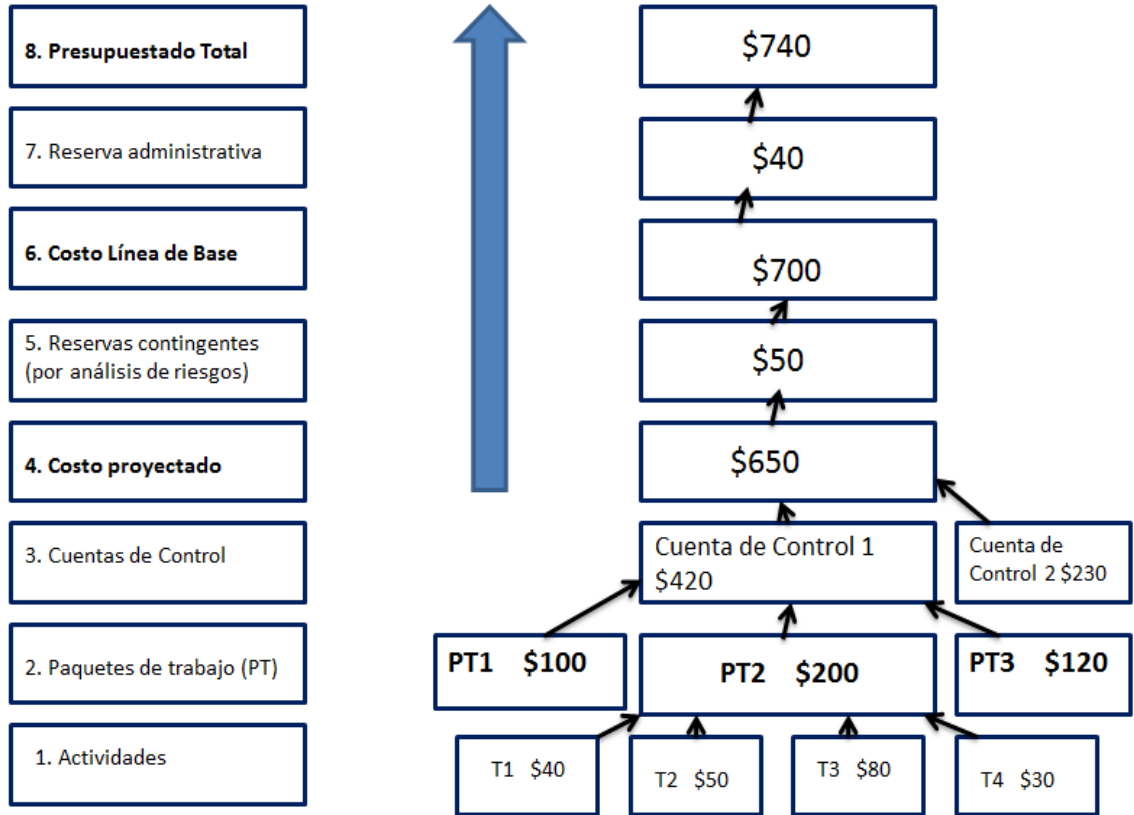 8. Presupuestado Total
$740
7. Reserva administrativa
$40
6. Costo Línea de Base
$700
5. Reservas contingentes
(por análisis de riesgos)
$50
4. Costo proyectado
$650
3. Cuentas de Control
Cuenta de Control 1
$420
Cuenta de
Control 2 $230
2. Paquetes de trabajo (PT)
PT1 $100
PT2 $200
PT3 $120
1. Actividades
T1 $40
T2 $50
T3 $80
T4 $30